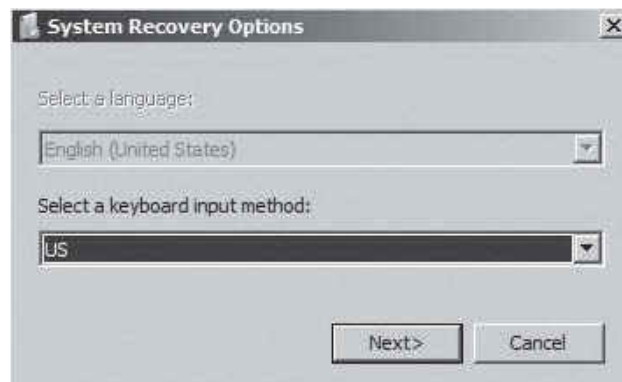 System Recovery Options
Select a language:
English (United States)
Select a keyboard input method:
US
Next>
Cancel